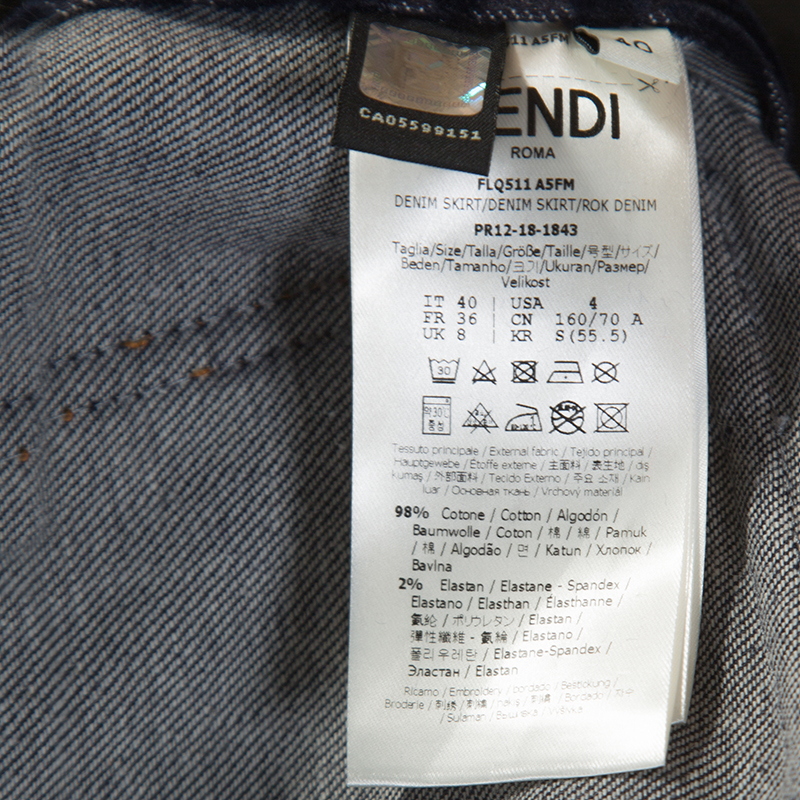 511 A5FM
40
CA05599151
ENDI
ROMA
FLQ511 A5FM
DENIM SKIRT/DENIM SKIRT/ROK DENIM
PR12-18-1843
Taglia/Size/Talla/Größe/Taille/号型/サイズ/
Beden/Tamanho/크기/Ukuran/Размер/
Velikost
IT 40 | USA 4
FR 36 | CN 160/70 A
UK 8 | KR S(55.5)
30
약30℃
중성
Tessuto principale / External fabric / Tejido principal /
Hauptgewebe / Étoffe externe / 主面料 / 表生地 / dış
kumaş / 外部面料 / Tecido Externo / 주요 소재 / Kain
luar / Основная ткань / Vrchový materiál
98% Cotone / Cotton / Algodón /
Baumwolle / Coton / 棉 / 綿 / Pamuk
/ 棉 / Algodão / 면 / Katun / Хлопок /
Bavlna
2% Elastan / Elastane - Spandex /
Elastano / Elasthan / Élasthanne /
氨纶 / ポリウレタン / Elastan /
彈性纖維 - 氨綸 / Elastano /
폴리우레탄 / Elastane-Spandex /
Эластан / Elastan
Ricamo / Embroidery / bordado / Bestickung /
Broderie / 刺绣 / 刺繍 / nakış / 刺繡 / Bordado / 자수
/ Sulaman / Вышивка / Výšivka